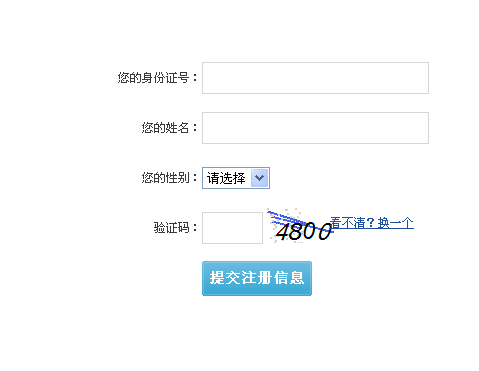 您的身份证号：
您的姓名：
您的性别： 请选择
验证码： 4800 看不清？换一个
提交注册信息